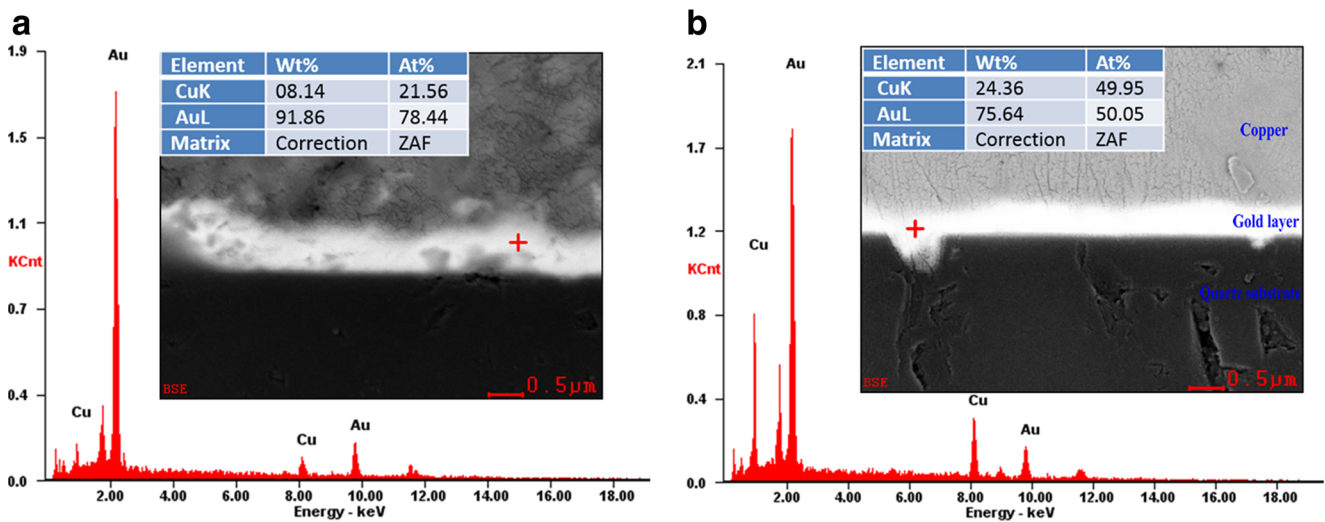 a
1.9
1.5
1.1
KCnt
0.7
0.4
0.0
Au
Cu
Cu
Au
Element Wt% At%
CuK 08.14 21.56
AuL 91.86 78.44
Matrix Correction ZAF
BSE
0.5µm
2.00 4.00 6.00 8.00 10.00 12.00 14.00 16.00 18.00
Energy - keV
b
2.1
1.7
1.2
KCnt
0.8
0.4
0.0
Au
Cu
Cu
Au
Element Wt% At%
CuK 24.36 49.95
AuL 75.64 50.05
Matrix Correction ZAF
Copper
Gold layer
Quartz substrate
BSE
0.5µm
2.00 4.00 6.00 8.00 10.00 12.00 14.00 16.00 18.00
Energy - keV